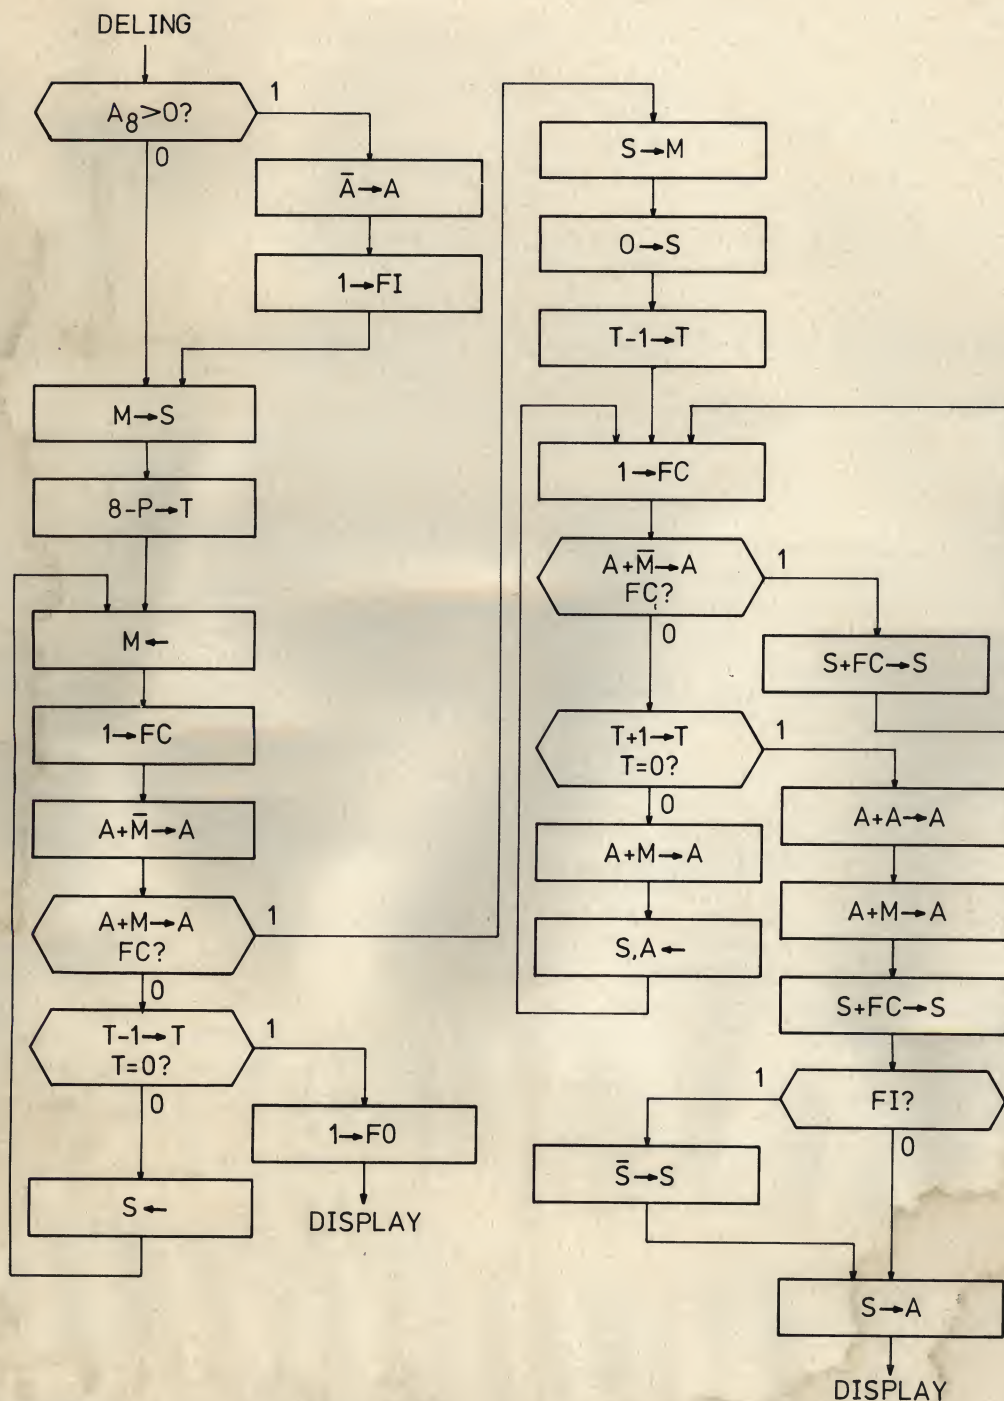 DELING
A₈>0?
1
0
A̅→A
1→FI
M→S
8-P→T
M←
1→FC
A+M̅→A
A+M→A
FC?
1
0
T-1→T
T=0?
1
0
1→FO
DISPLAY
S←
S→M
0→S
T-1→T
1→FC
A+M̅→A
FC?
1
0
S+FC→S
T+1→T
T=0?
1
0
A+M→A
S,A←
A+A→A
A+M→A
S+FC→S
FI?
1
0
S̅→S
S→A
DISPLAY